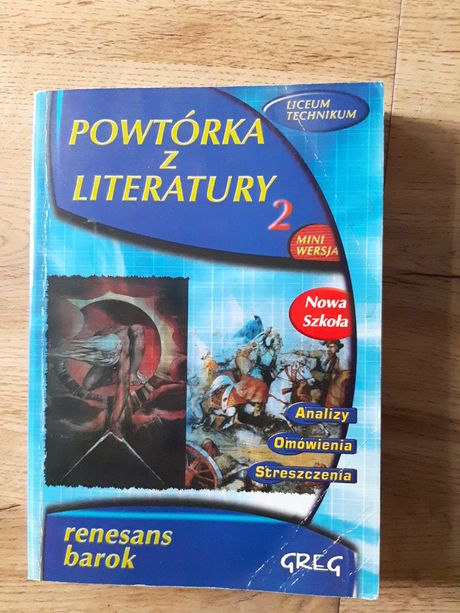 LICEUM
TECHNIKUM
POWTÓRKA
Z
LITERATURY
2
MINI
WERSJA
Nowa
Szkoła
Analizy
Omówienia
Streszczenia
renesans
barok
GREG